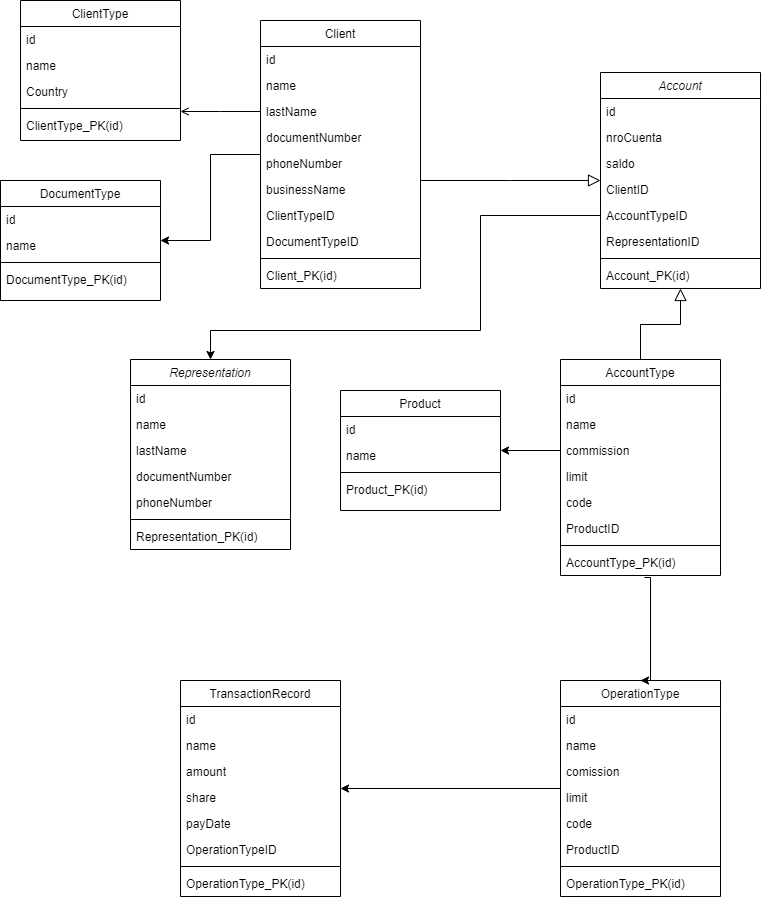 ClientType
id
name
Country
ClientType_PK(id)
Client
id
name
lastName
documentNumber
phoneNumber
businessName
ClientTypeID
DocumentTypeID
Client_PK(id)
Account
id
nroCuenta
saldo
ClientID
AccountTypeID
RepresentationID
Account_PK(id)
DocumentType
id
name
DocumentType_PK(id)
Representation
id
name
lastName
documentNumber
phoneNumber
Representation_PK(id)
Product
id
name
Product_PK(id)
AccountType
id
name
commission
limit
code
ProductID
AccountType_PK(id)
TransactionRecord
id
name
amount
share
payDate
OperationTypeID
OperationType_PK(id)
OperationType
id
name
comission
limit
code
ProductID
OperationType_PK(id)